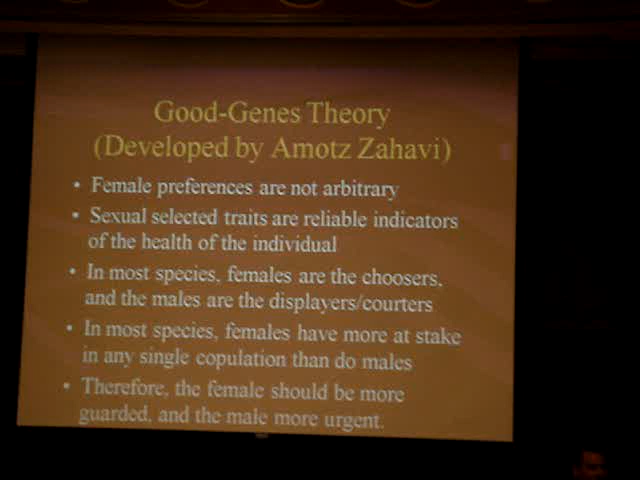 Good-Genes Theory
(Developed by Amotz Zahavi)
• Female preferences are not arbitrary
• Sexual selected traits are reliable indicators
of the health of the individual
• In most species, females are the choosers,
and the males are the displayers/courters
• In most species, females have more at stake
in any single copulation than do males
• Therefore, the female should be more
guarded, and the male more urgent.